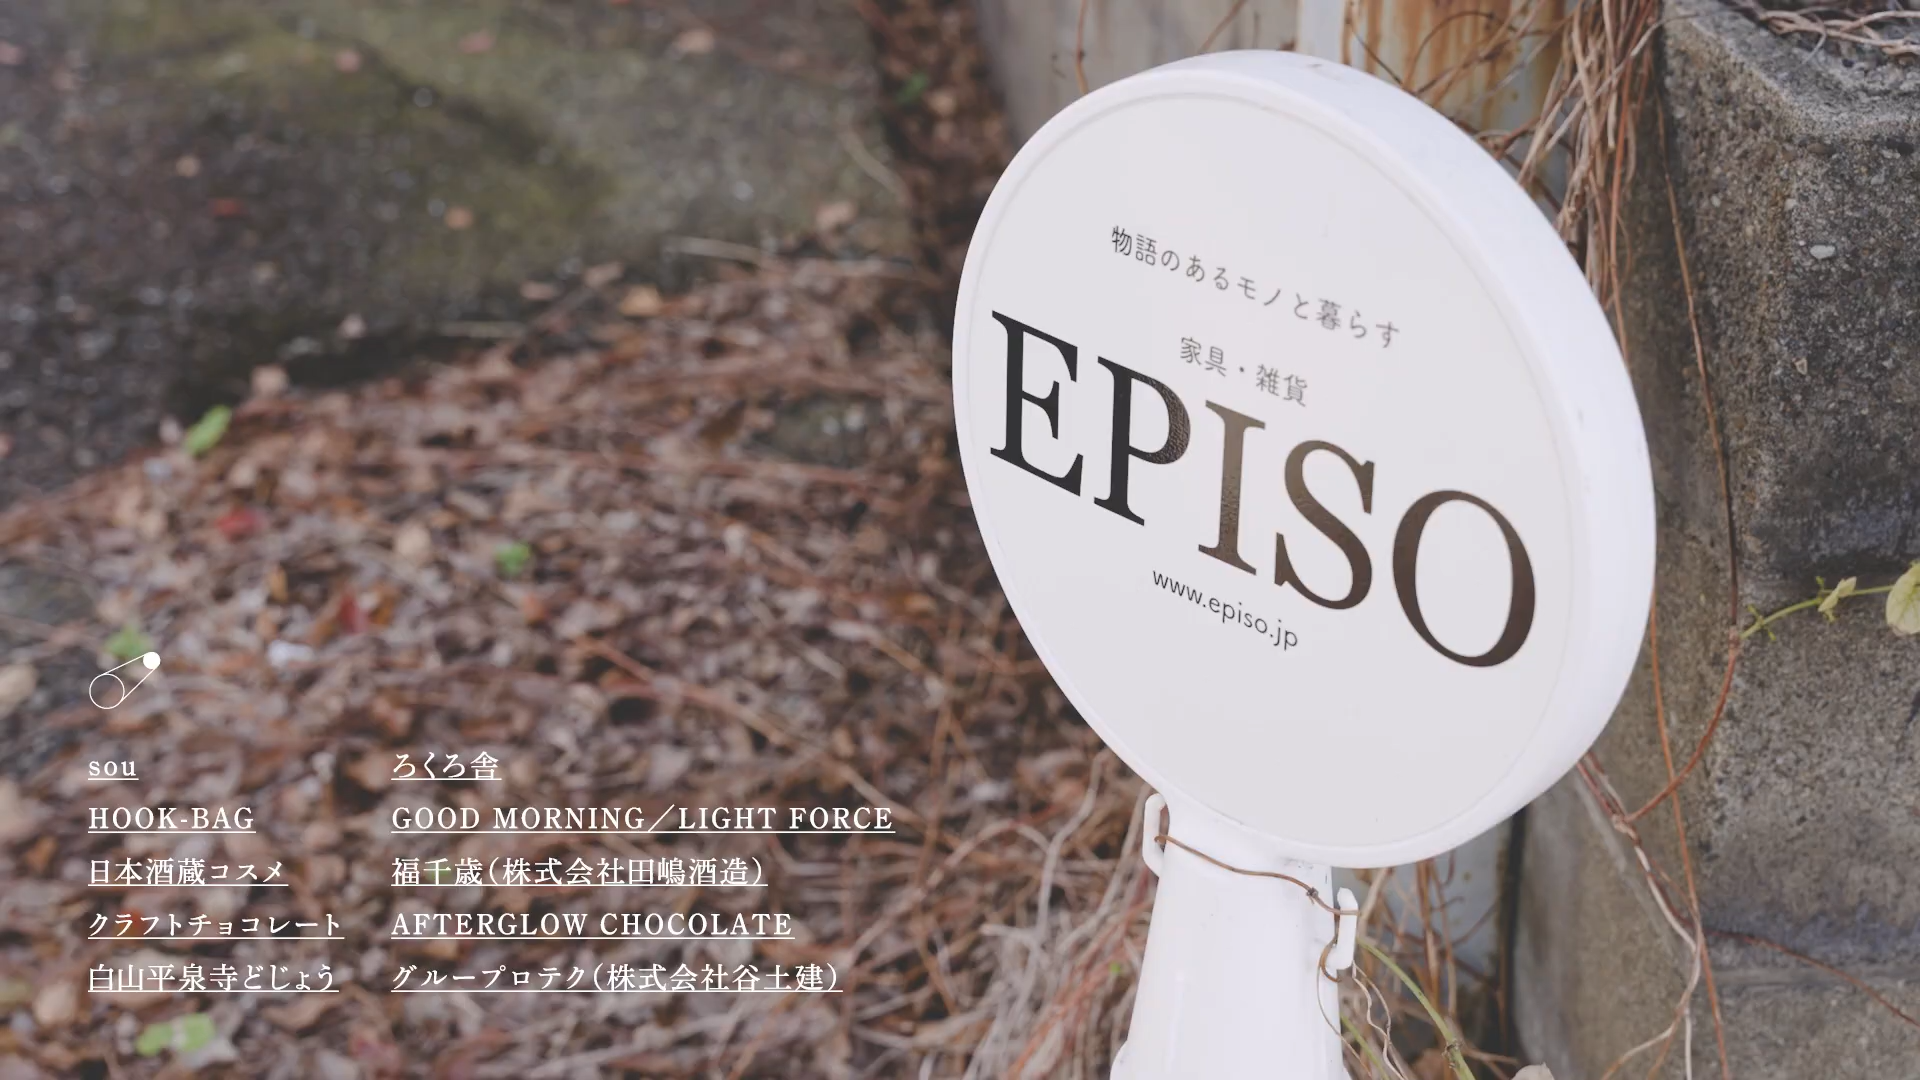 物語のあるモノと暮らす
家具・雑貨
EPISO
www.episo.jp
sou
ろくろ舎
HOOK-BAG
GOOD MORNING／LIGHT FORCE
日本酒蔵コスメ
福千歳（株式会社田嶋酒造）
クラフトチョコレート
AFTERGLOW CHOCOLATE
白山平泉寺どじょう
グループロテク（株式会社谷土建）